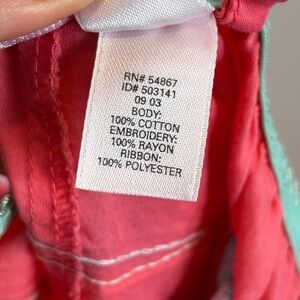 RN# 54867
ID# 503141
09 03
BODY:
100% COTTON
EMBROIDERY:
100% RAYON
RIBBON:
100% POLYESTER